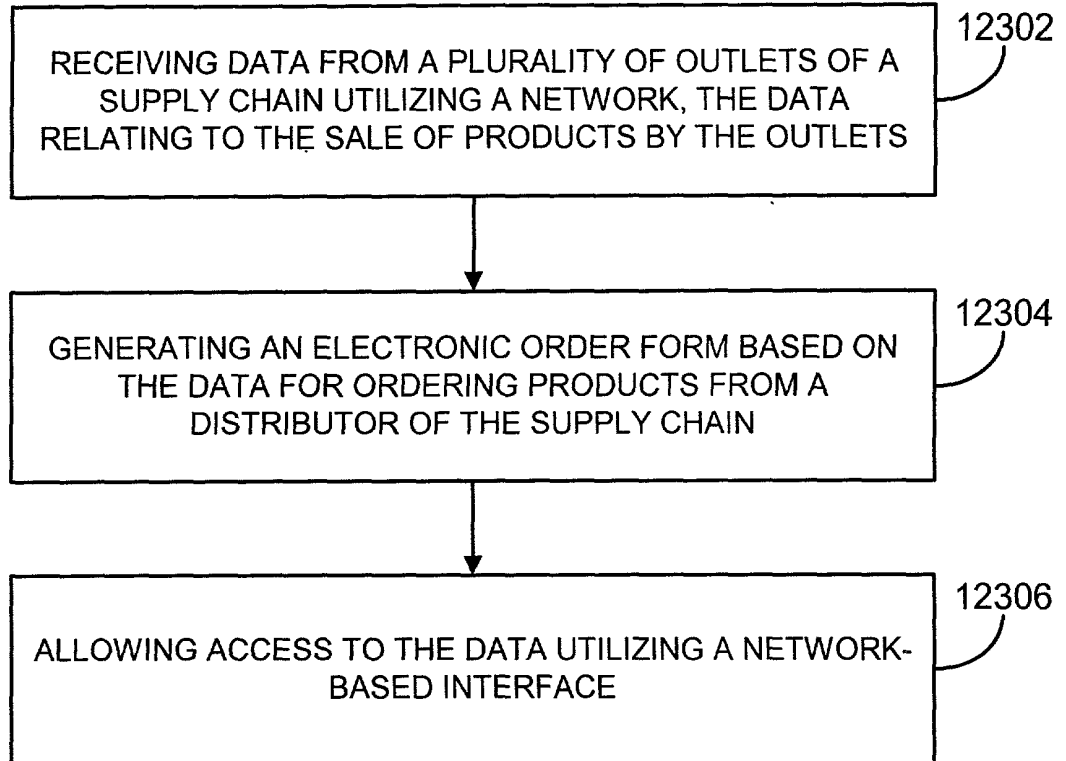 12302
RECEIVING DATA FROM A PLURALITY OF OUTLETS OF A
SUPPLY CHAIN UTILIZING A NETWORK, THE DATA
RELATING TO THE SALE OF PRODUCTS BY THE OUTLETS
12304
GENERATING AN ELECTRONIC ORDER FORM BASED ON
THE DATA FOR ORDERING PRODUCTS FROM A
DISTRIBUTOR OF THE SUPPLY CHAIN
12306
ALLOWING ACCESS TO THE DATA UTILIZING A NETWORK-
BASED INTERFACE